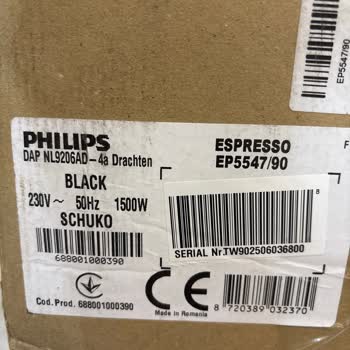 EP5547/90
PHILIPS
DAP NL9206AD-4a Drachten
ESPRESSO
EP5547/90
F
BLACK
230V~ 50Hz 1500W
SCHUKO
688001000390
SERIAL Nr.TW902506036800
Cod. Prod. 688001000390
CE
Made in Romania
8 720389 032370